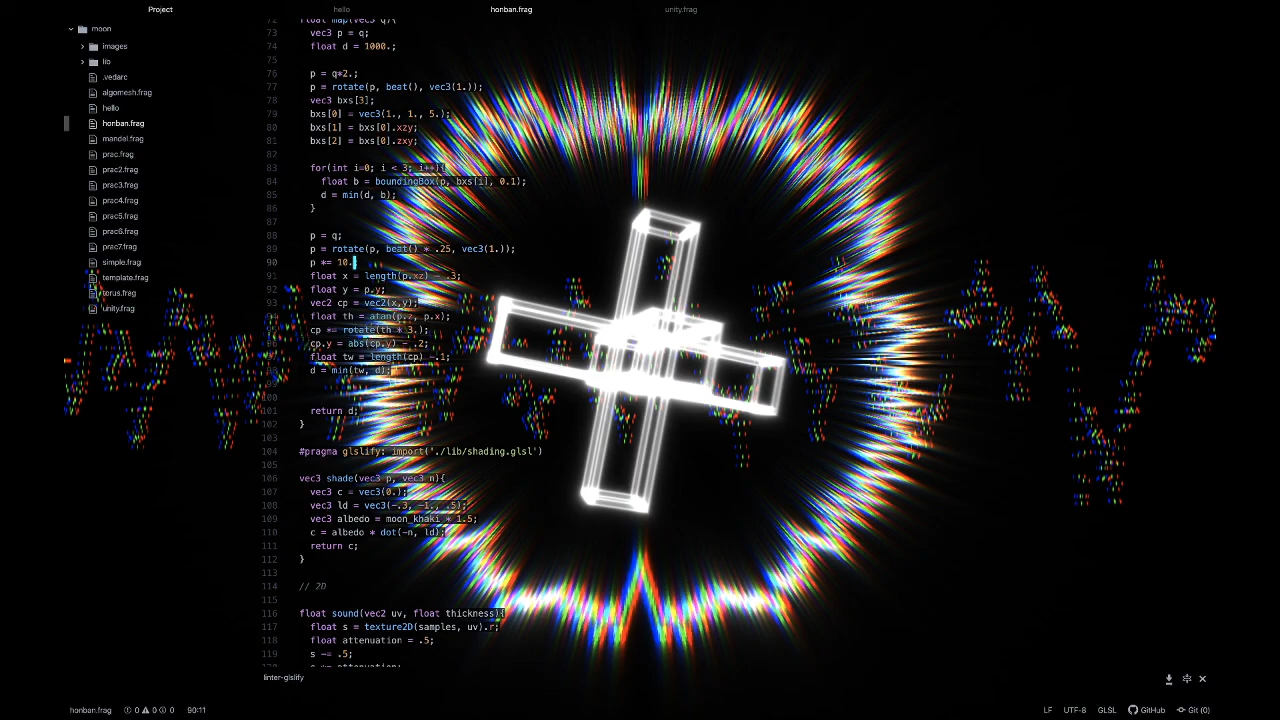 Project
hello
honban.frag
unity.frag
moon
images
lib
.vedarc
algomesh.frag
hello
honban.frag
mandel.frag
prac.frag
prac2.frag
prac3.frag
prac4.frag
prac5.frag
prac6.frag
prac7.frag
simple.frag
template.frag
torus.frag
unity.frag
72 float map(vec3 q){
73 vec3 p = q;
74 float d = 1000.;
75
76 p = q*2.;
77 p = rotate(p, beat(), vec3(1.));
78 vec3 bxs[3];
79 bxs[0] = vec3(1., 1., 5.);
80 bxs[1] = bxs[0].xzy;
81 bxs[2] = bxs[0].zxy;
82
83 for(int i=0; i < 3; i++){
84 float b = boundingBox(p, bxs[i], 0.1);
85 d = min(d, b);
86 }
87
88 p = q;
89 p = rotate(p, beat() * .25, vec3(1.));
90 p *= 10.
91 float x = length(p.xz) - .3;
92 float y = p.y;
93 vec2 cp = vec2(x,y);
94 float th = atan(p.z, p.x);
95 cp *= rotate(th * 3.);
96 cp.y = abs(cp.y) - .2;
97 float tw = length(cp) -.1;
98 d = min(tw, d);
99
100
101 return d;
102 }
103
104 #pragma glslify: import('./lib/shading.glsl')
105
106 vec3 shade(vec3 p, vec3 n){
107 vec3 c = vec3(0.);
108 vec3 ld = vec3(-.3, -1., .5);
109 vec3 albedo = moon_khaki * 1.5;
110 c = albedo * dot(-n, ld);
111 return c;
112 }
113
114 // 2D
115
116 float sound(vec2 uv, float thickness){
117 float s = texture2D(samples, uv).r;
118 float attenuation = .5;
119 s -= .5;
120 s *= attenuation;
linter-glslify
honban.frag 0 0 0 90:11
LF UTF-8 GLSL GitHub Git (0)